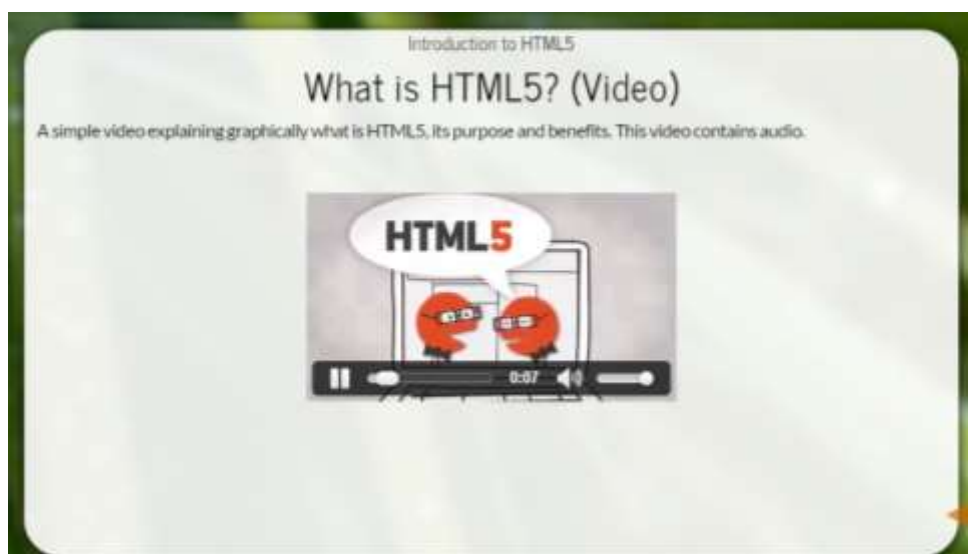 Introduction to HTML5
What is HTML5? (Video)
A simple video explaining graphically what is HTML5, its purpose and benefits. This video contains audio.
HTML5
0:07